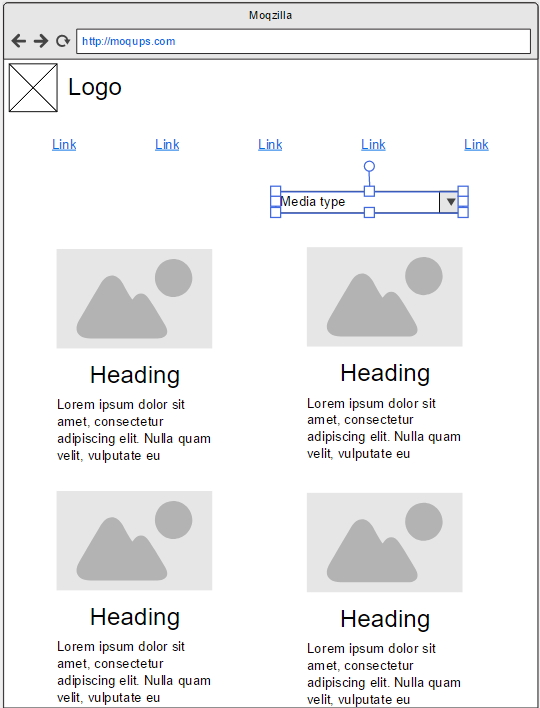 Moqzilla
http://moqups.com
Logo
Link Link Link Link Link
Media type
Heading
Lorem ipsum dolor sit
amet, consectetur
adipiscing elit. Nulla quam
velit, vulputate eu
Heading
Lorem ipsum dolor sit
amet, consectetur
adipiscing elit. Nulla quam
velit, vulputate eu
Heading
Lorem ipsum dolor sit
amet, consectetur
adipiscing elit. Nulla quam
velit, vulputate eu
Heading
Lorem ipsum dolor sit
amet, consectetur
adipiscing elit. Nulla quam
velit, vulputate eu